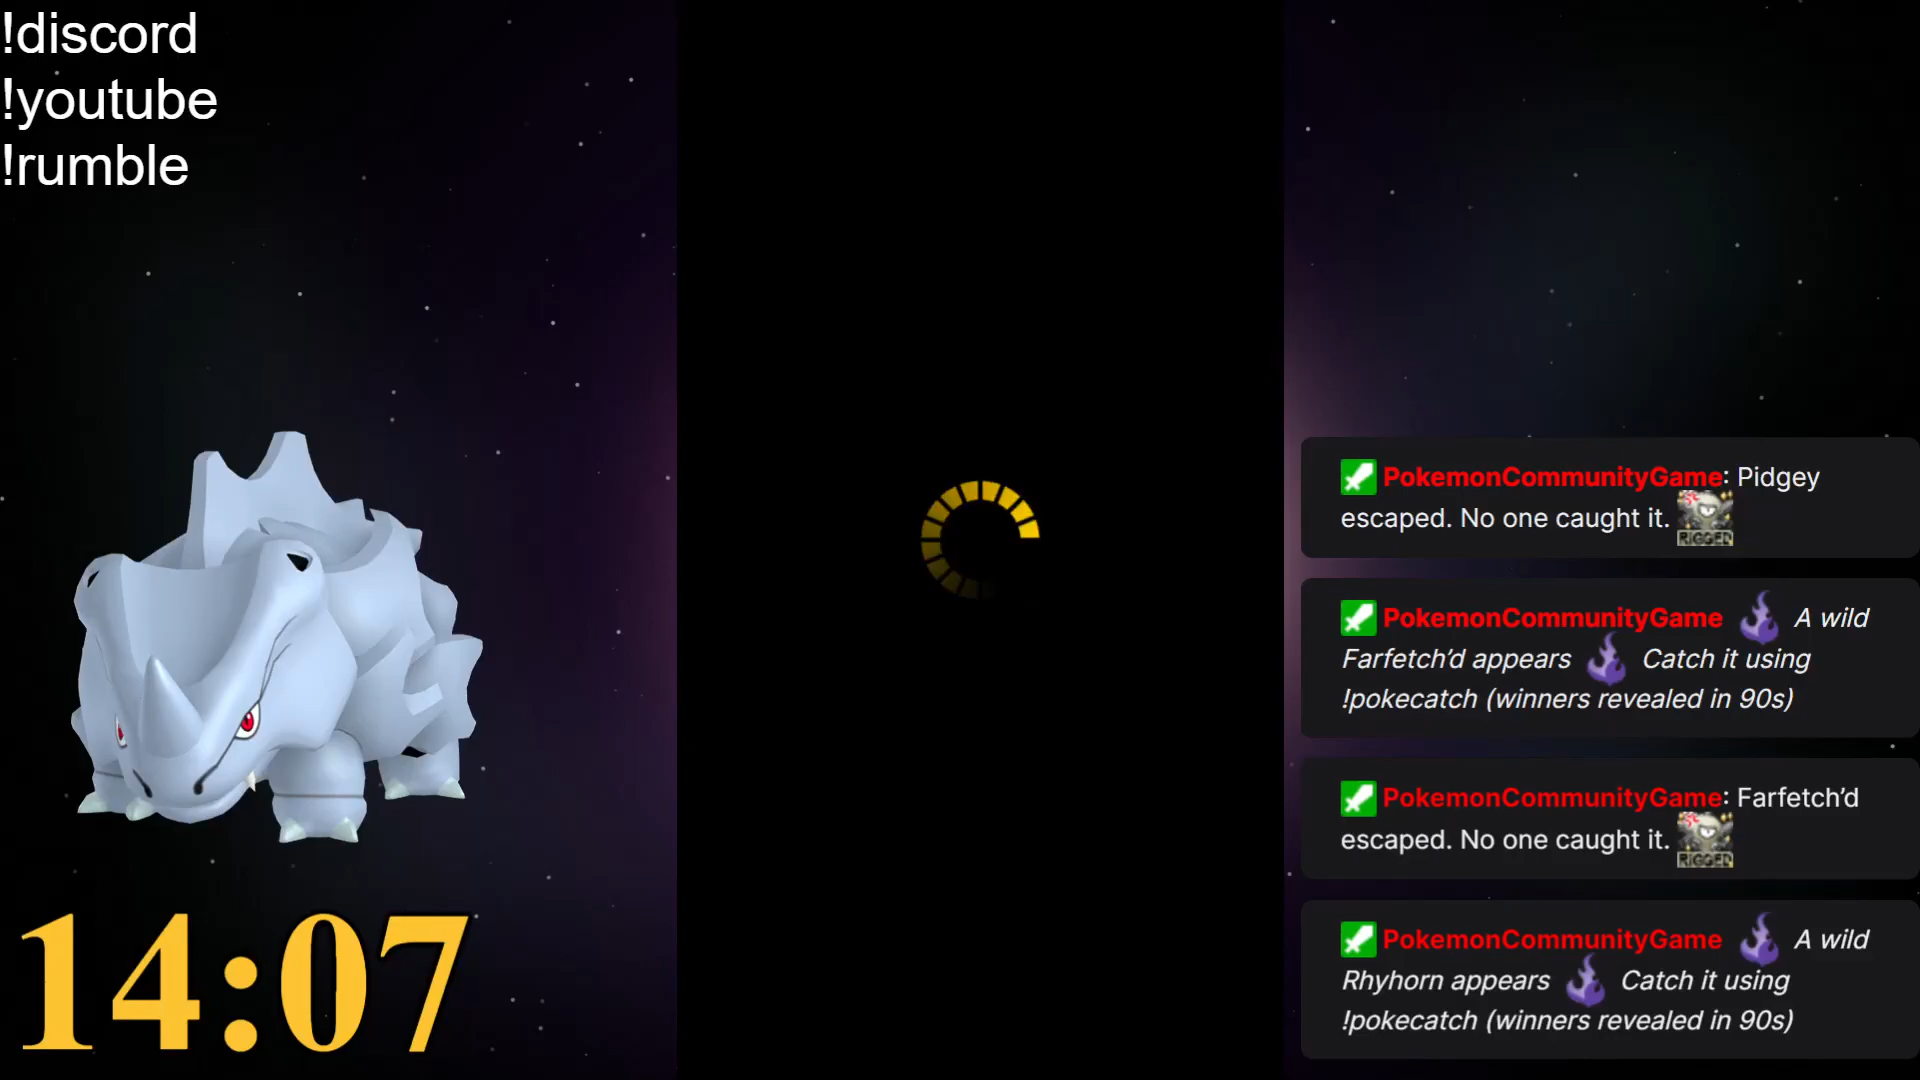 !discord
!youtube
!rumble
PokemonCommunityGame: Pidgey
escaped. No one caught it.
RIGGED
PokemonCommunityGame A wild
Farfetch’d appears Catch it using
!pokecatch (winners revealed in 90s)
PokemonCommunityGame: Farfetch’d
escaped. No one caught it.
RIGGED
PokemonCommunityGame A wild
Rhyhorn appears Catch it using
!pokecatch (winners revealed in 90s)
14:07